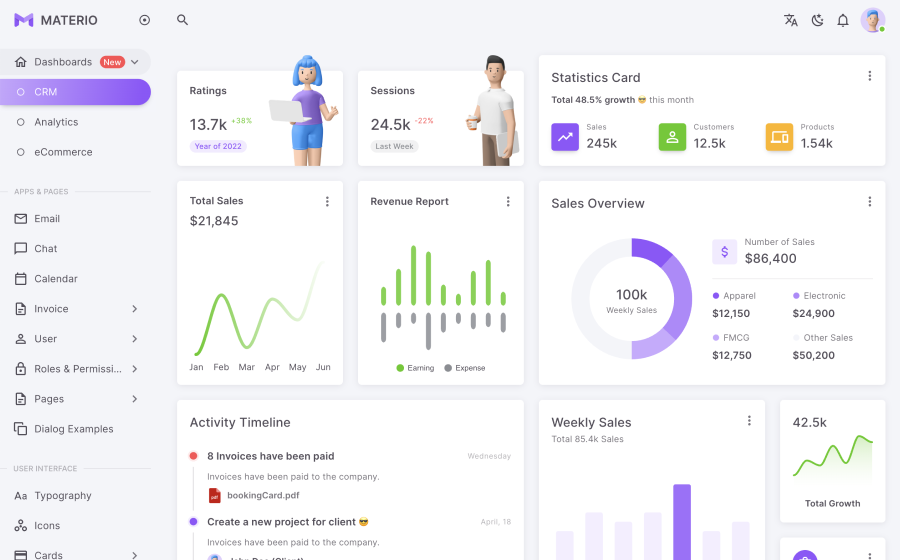 MATERIO
Dashboards New
CRM
Analytics
eCommerce
APPS & PAGES
Email
Chat
Calendar
Invoice
User
Roles & Permissi...
Pages
Dialog Examples
USER INTERFACE
Aa Typography
Icons
Cards
Ratings
13.7k +38%
Year of 2022
Sessions
24.5k -22%
Last Week
Statistics Card
Total 48.5% growth 😎 this month
Sales
245k
Customers
12.5k
Products
1.54k
Total Sales
$21,845
Jan Feb Mar Apr May Jun
Revenue Report
Earning Expense
Sales Overview
100k
Weekly Sales
$
Number of Sales
$86,400
Apparel
$12,150
Electronic
$24,900
FMCG
$12,750
Other Sales
$50,200
Activity Timeline
8 Invoices have been paid
Wednesday
Invoices have been paid to the company.
pdf bookingCard.pdf
Create a new project for client 😎
April, 18
Invoices have been paid to the company.
John Doe (Client)
Weekly Sales
Total 85.4k Sales
42.5k
Total Growth